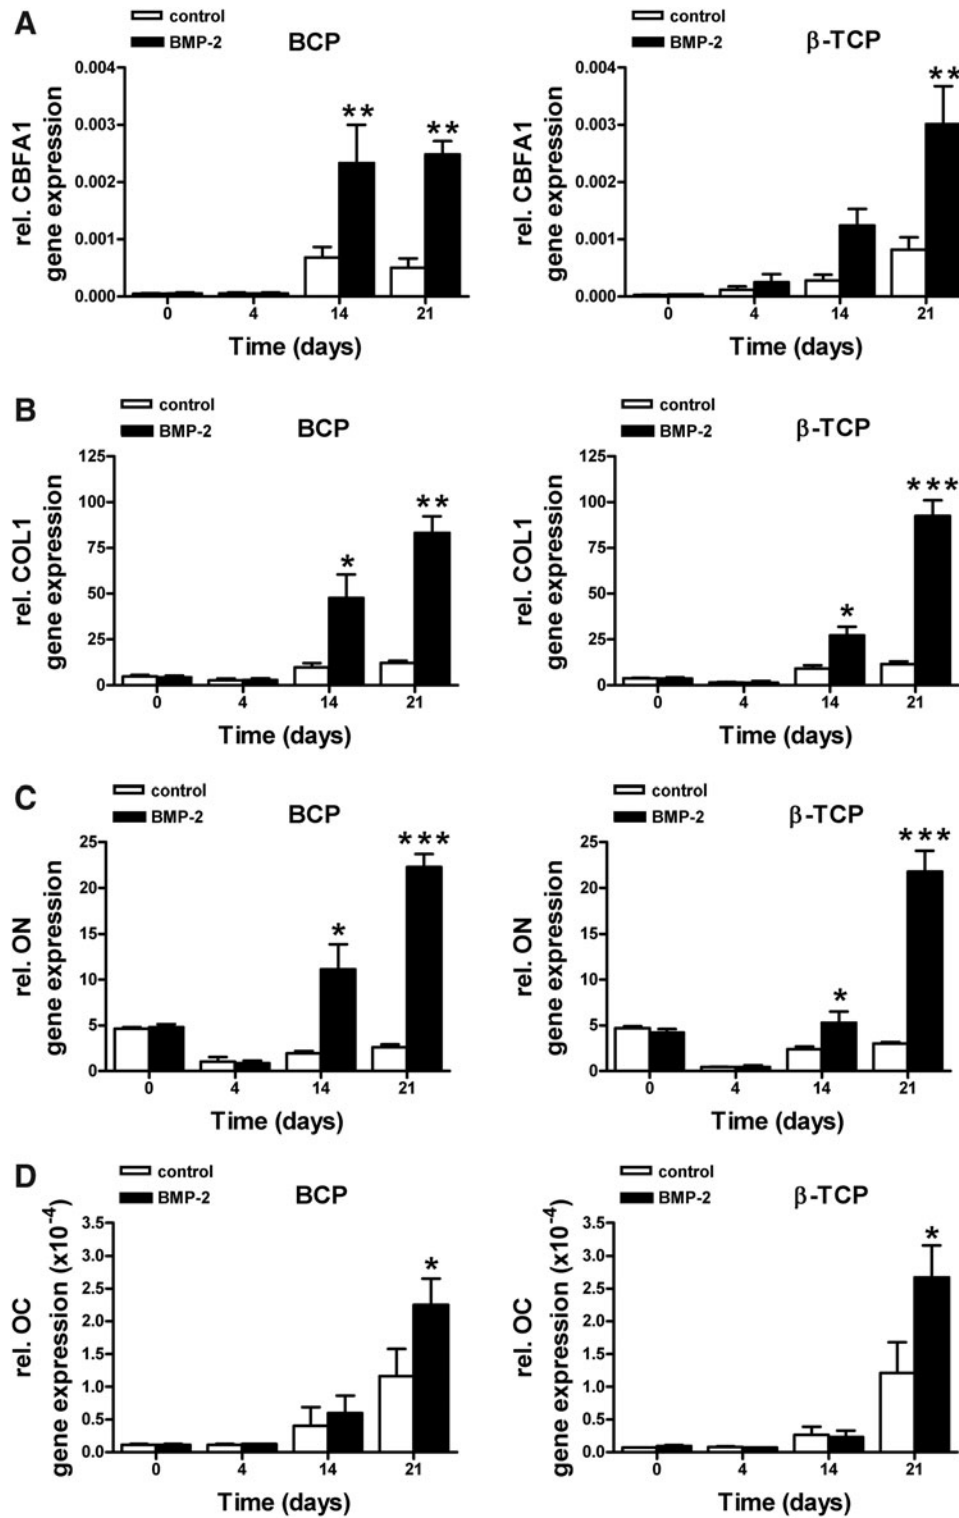 A
control
BMP-2
BCP
rel. CBFA1
gene expression
0.004
0.003
0.002
0.001
0.000
**
**
0 4 14 21
Time (days)
control
BMP-2
β-TCP
rel. CBFA1
gene expression
0.004
0.003
0.002
0.001
0.000
**
0 4 14 21
Time (days)
B
control
BMP-2
BCP
rel. COL1
gene expression
125
100
75
50
25
0
*
**
0 4 14 21
Time (days)
control
BMP-2
β-TCP
rel. COL1
gene expression
125
100
75
50
25
0
*
***
0 4 14 21
Time (days)
C
control
BMP-2
BCP
rel. ON
gene expression
25
20
15
10
5
0
*
***
0 4 14 21
Time (days)
control
BMP-2
β-TCP
rel. ON
gene expression
25
20
15
10
5
0
*
***
0 4 14 21
Time (days)
D
control
BMP-2
BCP
rel. OC
gene expression (x10⁻⁴)
3.5
3.0
2.5
2.0
1.5
1.0
0.5
0.0
*
0 4 14 21
Time (days)
control
BMP-2
β-TCP
rel. OC
gene expression (x10⁻⁴)
3.5
3.0
2.5
2.0
1.5
1.0
0.5
0.0
*
0 4 14 21
Time (days)